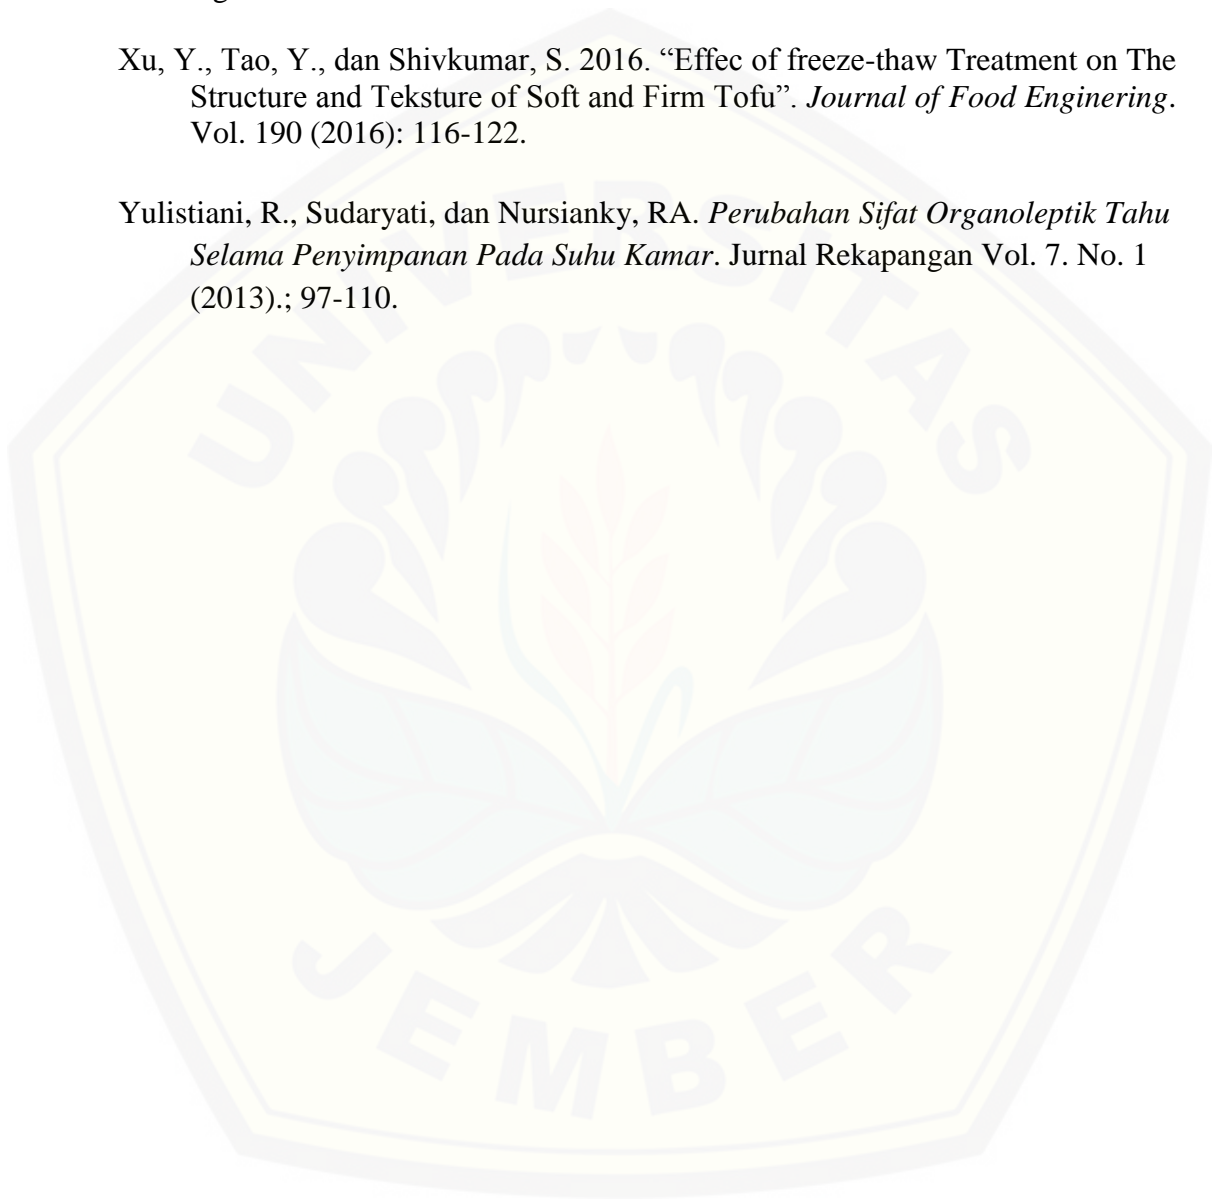 Xu, Y., Tao, Y., dan Shivkumar, S. 2016. “Effec of freeze-thaw Treatment on The
Structure and Teksture of Soft and Firm Tofu”. Journal of Food Enginering.
Vol. 190 (2016): 116-122.
Yulistiani, R., Sudaryati, dan Nursianky, RA. Perubahan Sifat Organoleptik Tahu
Selama Penyimpanan Pada Suhu Kamar. Jurnal Rekapangan Vol. 7. No. 1
(2013).; 97-110.
UNIVERSITAS
JEMBER